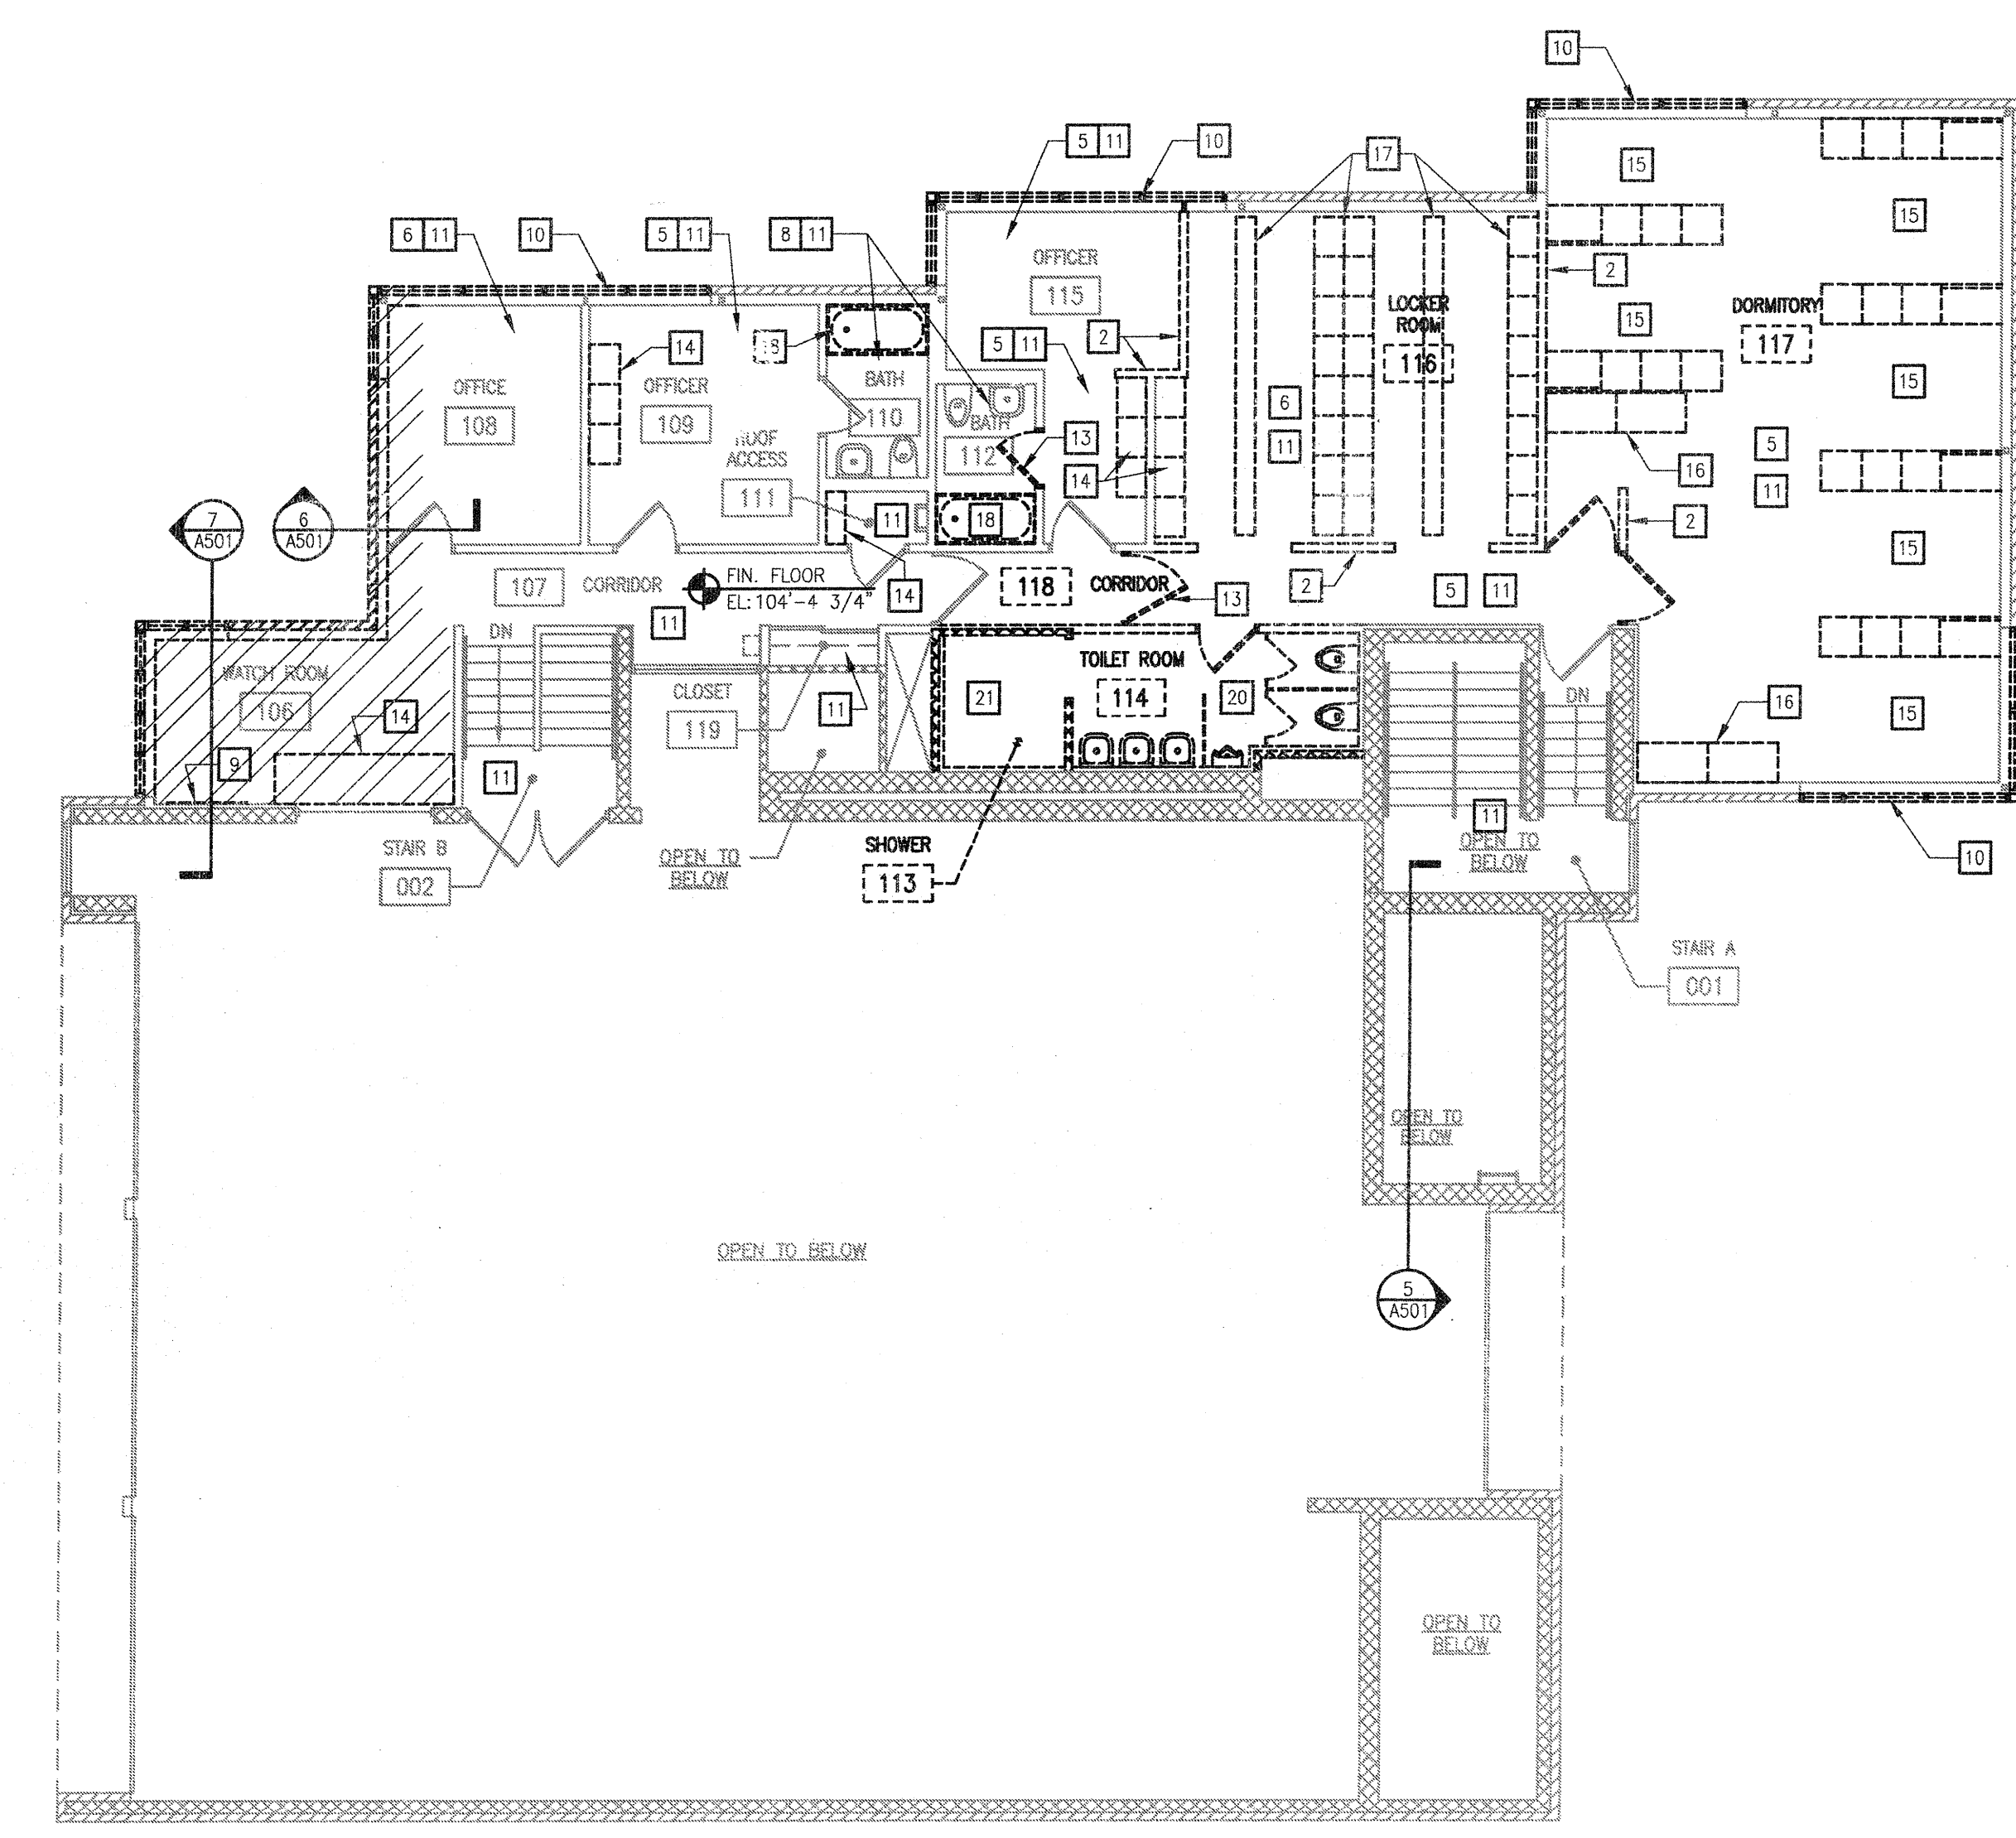 10
5 11
10
17
15
15
6 11
10
5 11
8 11
OFFICER
115
2
LOCKER
ROOM
116
15
DORMITORY
117
14
18
5 11
2
OFFICE
108
OFFICER
109
BATH
110
BATH
112
6
11
15
13
5
11
ROOF
ACCESS
111
14
16
7
A501
6
A501
11
18
2
15
107
CORRIDOR
FIN. FLOOR
EL: 104'-4 3/4"
14
118
CORRIDOR
13
2
5
11
11
DN
WATCH ROOM
106
14
9
CLOSET
119
11
21
TOILET ROOM
114
20
DN
16
15
11
STAIR B
002
OPEN TO
BELOW
SHOWER
113
11
OPEN TO
BELOW
10
STAIR A
001
OPEN TO
BELOW
OPEN TO BELOW
5
A501
OPEN TO
BELOW